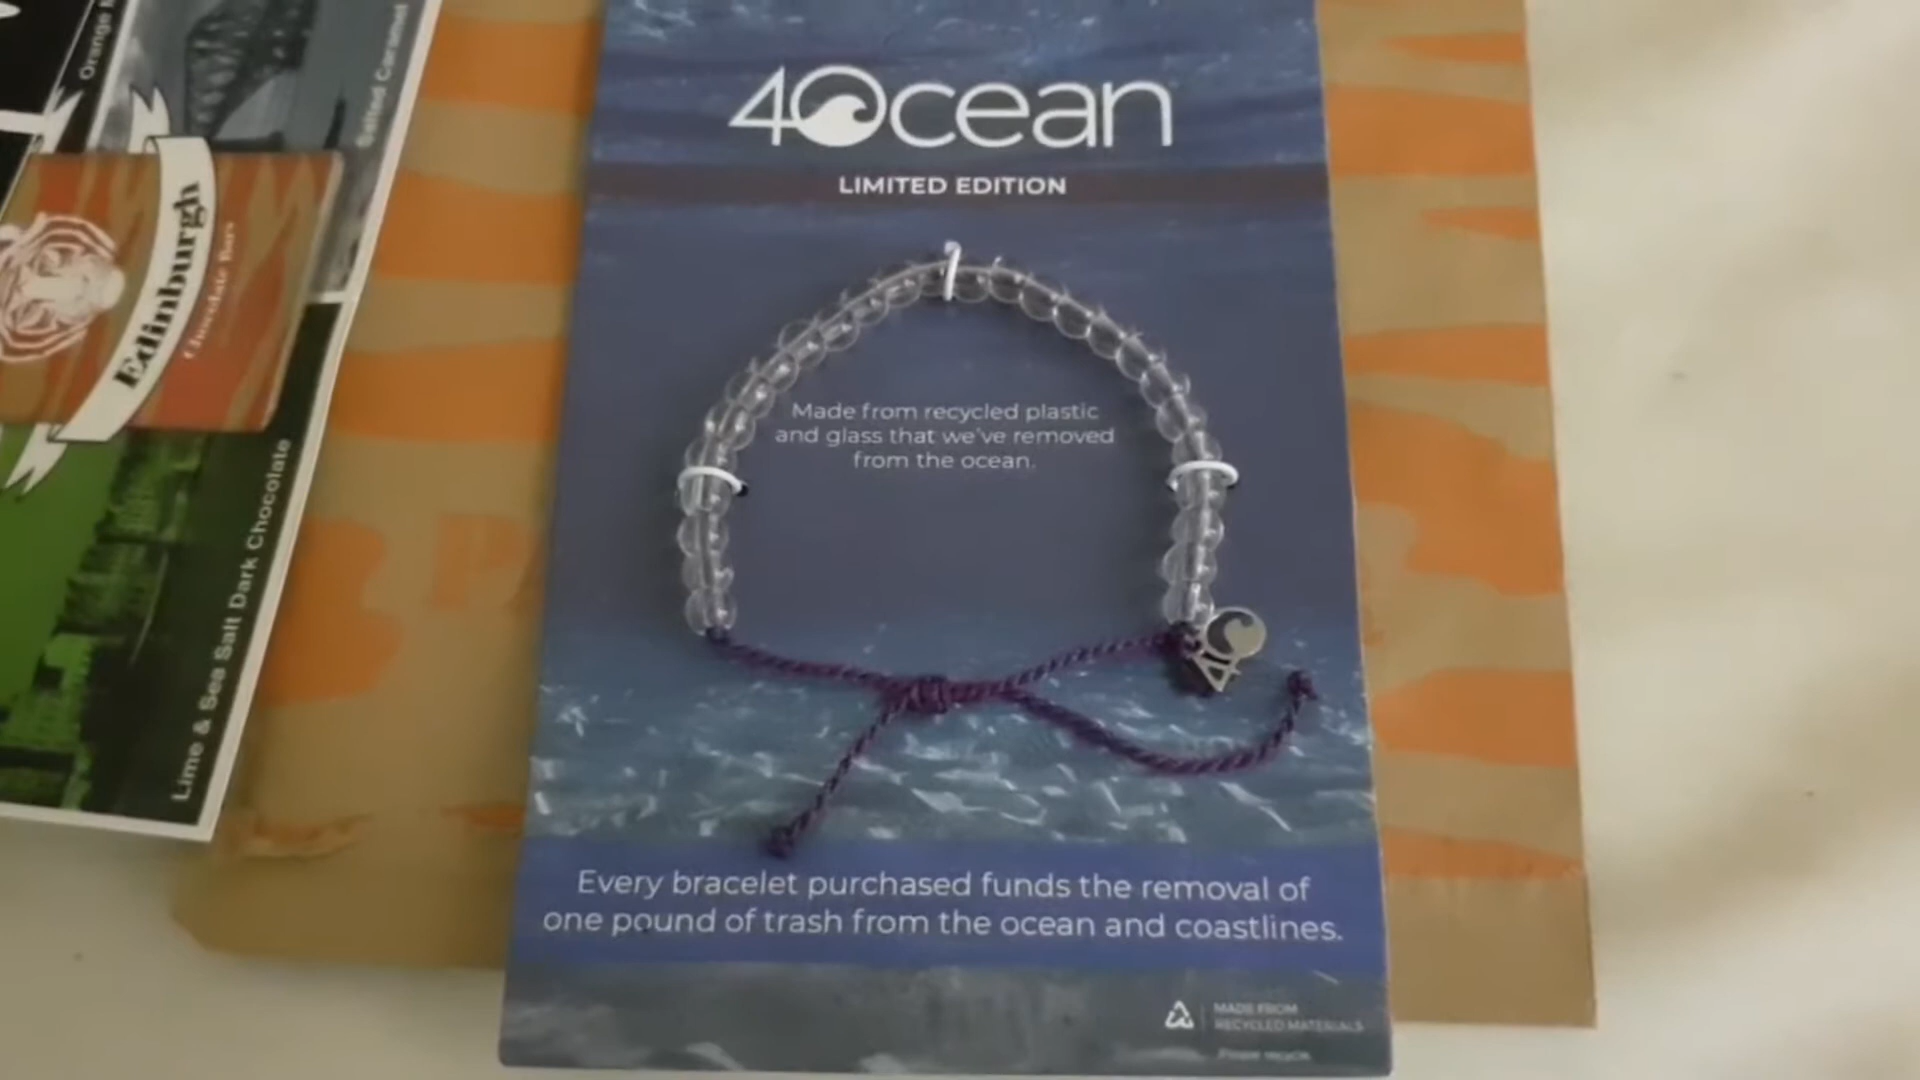 4Ocean
LIMITED EDITION
Made from recycled plastic
and glass that we've removed
from the ocean.
Every bracelet purchased funds the removal of
one pound of trash from the ocean and coastlines.
MADE FROM
RECYCLED MATERIALS
Please recycle.
Salted Caramel
Edinburgh
Chocolate Bars
Lime & Sea Salt Dark Chocolate
Orange